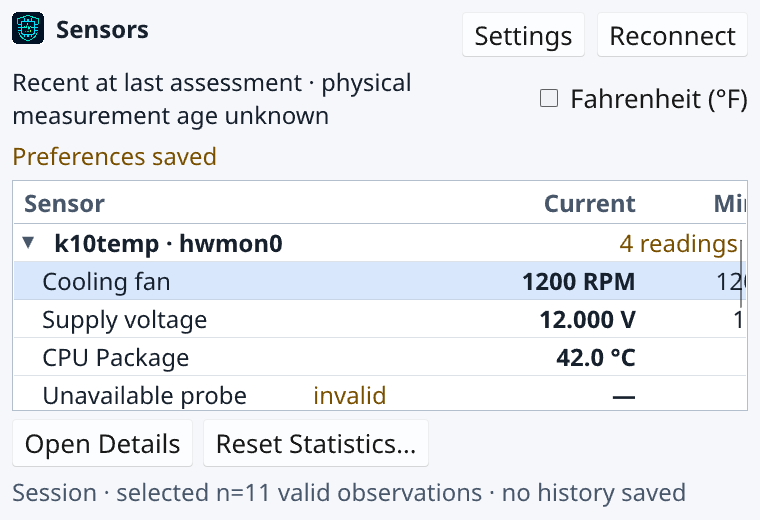 Sensors
Settings
Reconnect
Recent at last assessment · physical
measurement age unknown
Fahrenheit (°F)
Preferences saved
Sensor Current
k10temp · hwmon0 4 readings
Cooling fan 1200 RPM
Supply voltage 12.000 V
CPU Package 42.0 °C
Unavailable probe invalid —
Open Details
Reset Statistics...
Session · selected n=11 valid observations · no history saved